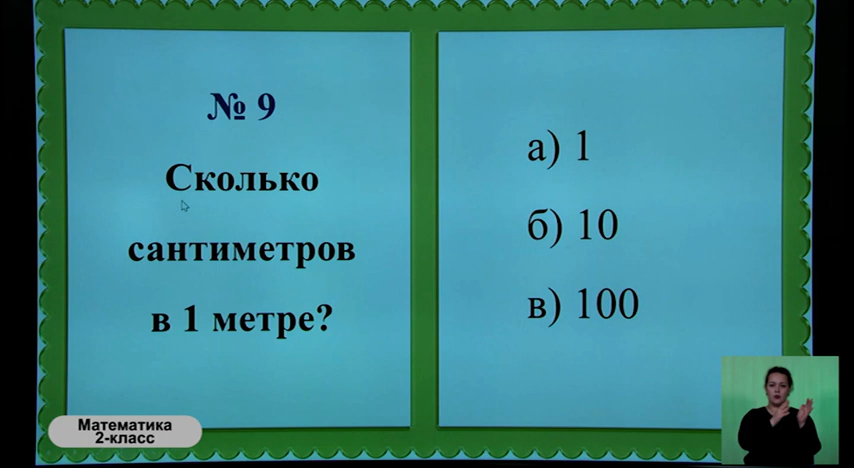 № 9
Сколько
сантиметров
в 1 метре?
а) 1
б) 10
в) 100
Математика
2-класс